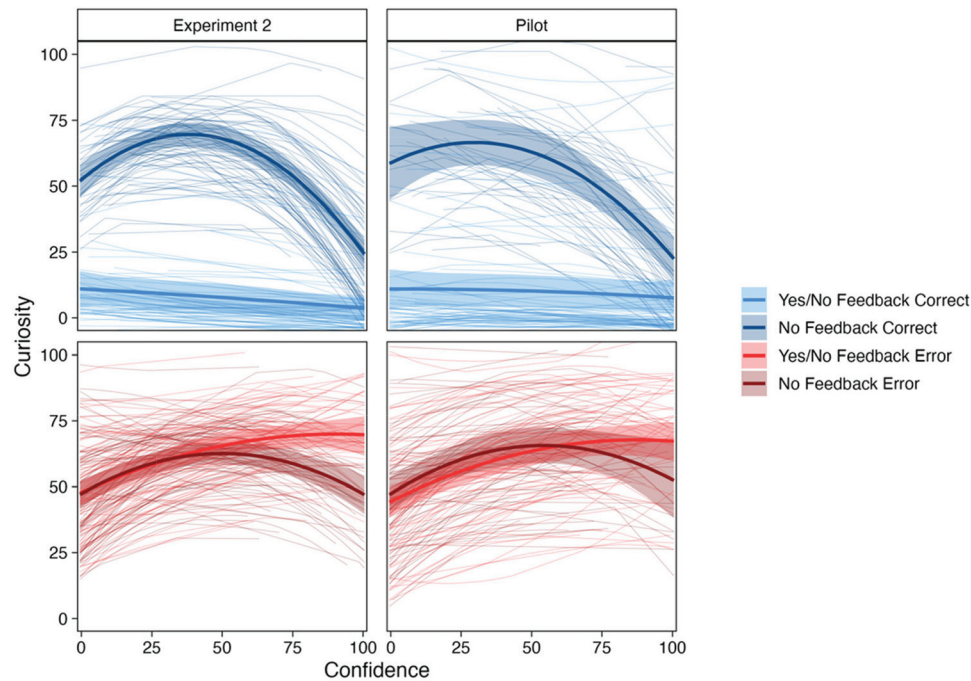 Experiment 2
Pilot
Curiosity
100
75
50
25
0
100
75
50
25
0
0 25 50 75 100
0 25 50 75 100
Confidence
Yes/No Feedback Correct
No Feedback Correct
Yes/No Feedback Error
No Feedback Error